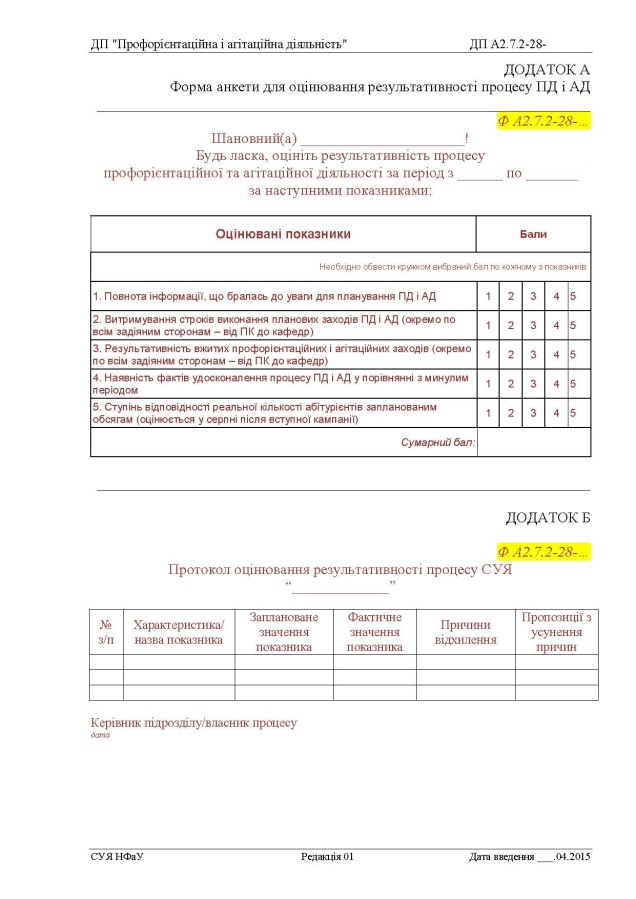 ДП "Профорієнтаційна і агітаційна діяльність" ДП А2.7.2-28-
ДОДАТОК А
Форма анкети для оцінювання результативності процесу ПД і АД
Ф А2.7.2-28-…
Шановний(а) ______________________!
Будь ласка, оцініть результативність процесу
профорієнтаційної та агітаційної діяльності за період з ______ по _______
за наступними показниками:
Оцінювані показники Бали
Необхідно обвести кружком вибраний бал по кожному з показників:
1. Повнота інформації, що бралась до уваги для планування ПД і АД 1 2 3 4 5
2. Витримування строків виконання планових заходів ПД і АД (окремо по
всім задіяним сторонам – від ПК до кафедр) 1 2 3 4 5
3. Результативність вжитих профорієнтаційних і агітаційних заходів (окремо
по всім задіяним сторонам – від ПК до кафедр) 1 2 3 4 5
4. Наявність фактів удосконалення процесу ПД і АД у порівнянні з минулим
періодом 1 2 3 4 5
5. Ступінь відповідності реальної кількості абітурієнтів запланованим
обсягам (оцінюється у серпні після вступної кампанії) 1 2 3 4 5
Сумарний бал:
ДОДАТОК Б
Ф А2.7.2-28-…
Протокол оцінювання результативності процесу СУЯ
“_____________”
№
з/п
Характеристика/
назва показника
Заплановане
значення
показника
Фактичне
значення
показника
Причини
відхилення
Пропозиції з
усунення
причин
Керівник підрозділу/власник процесу
дата
СУЯ НФаУ Редакція 01 Дата введення ___.04.2015